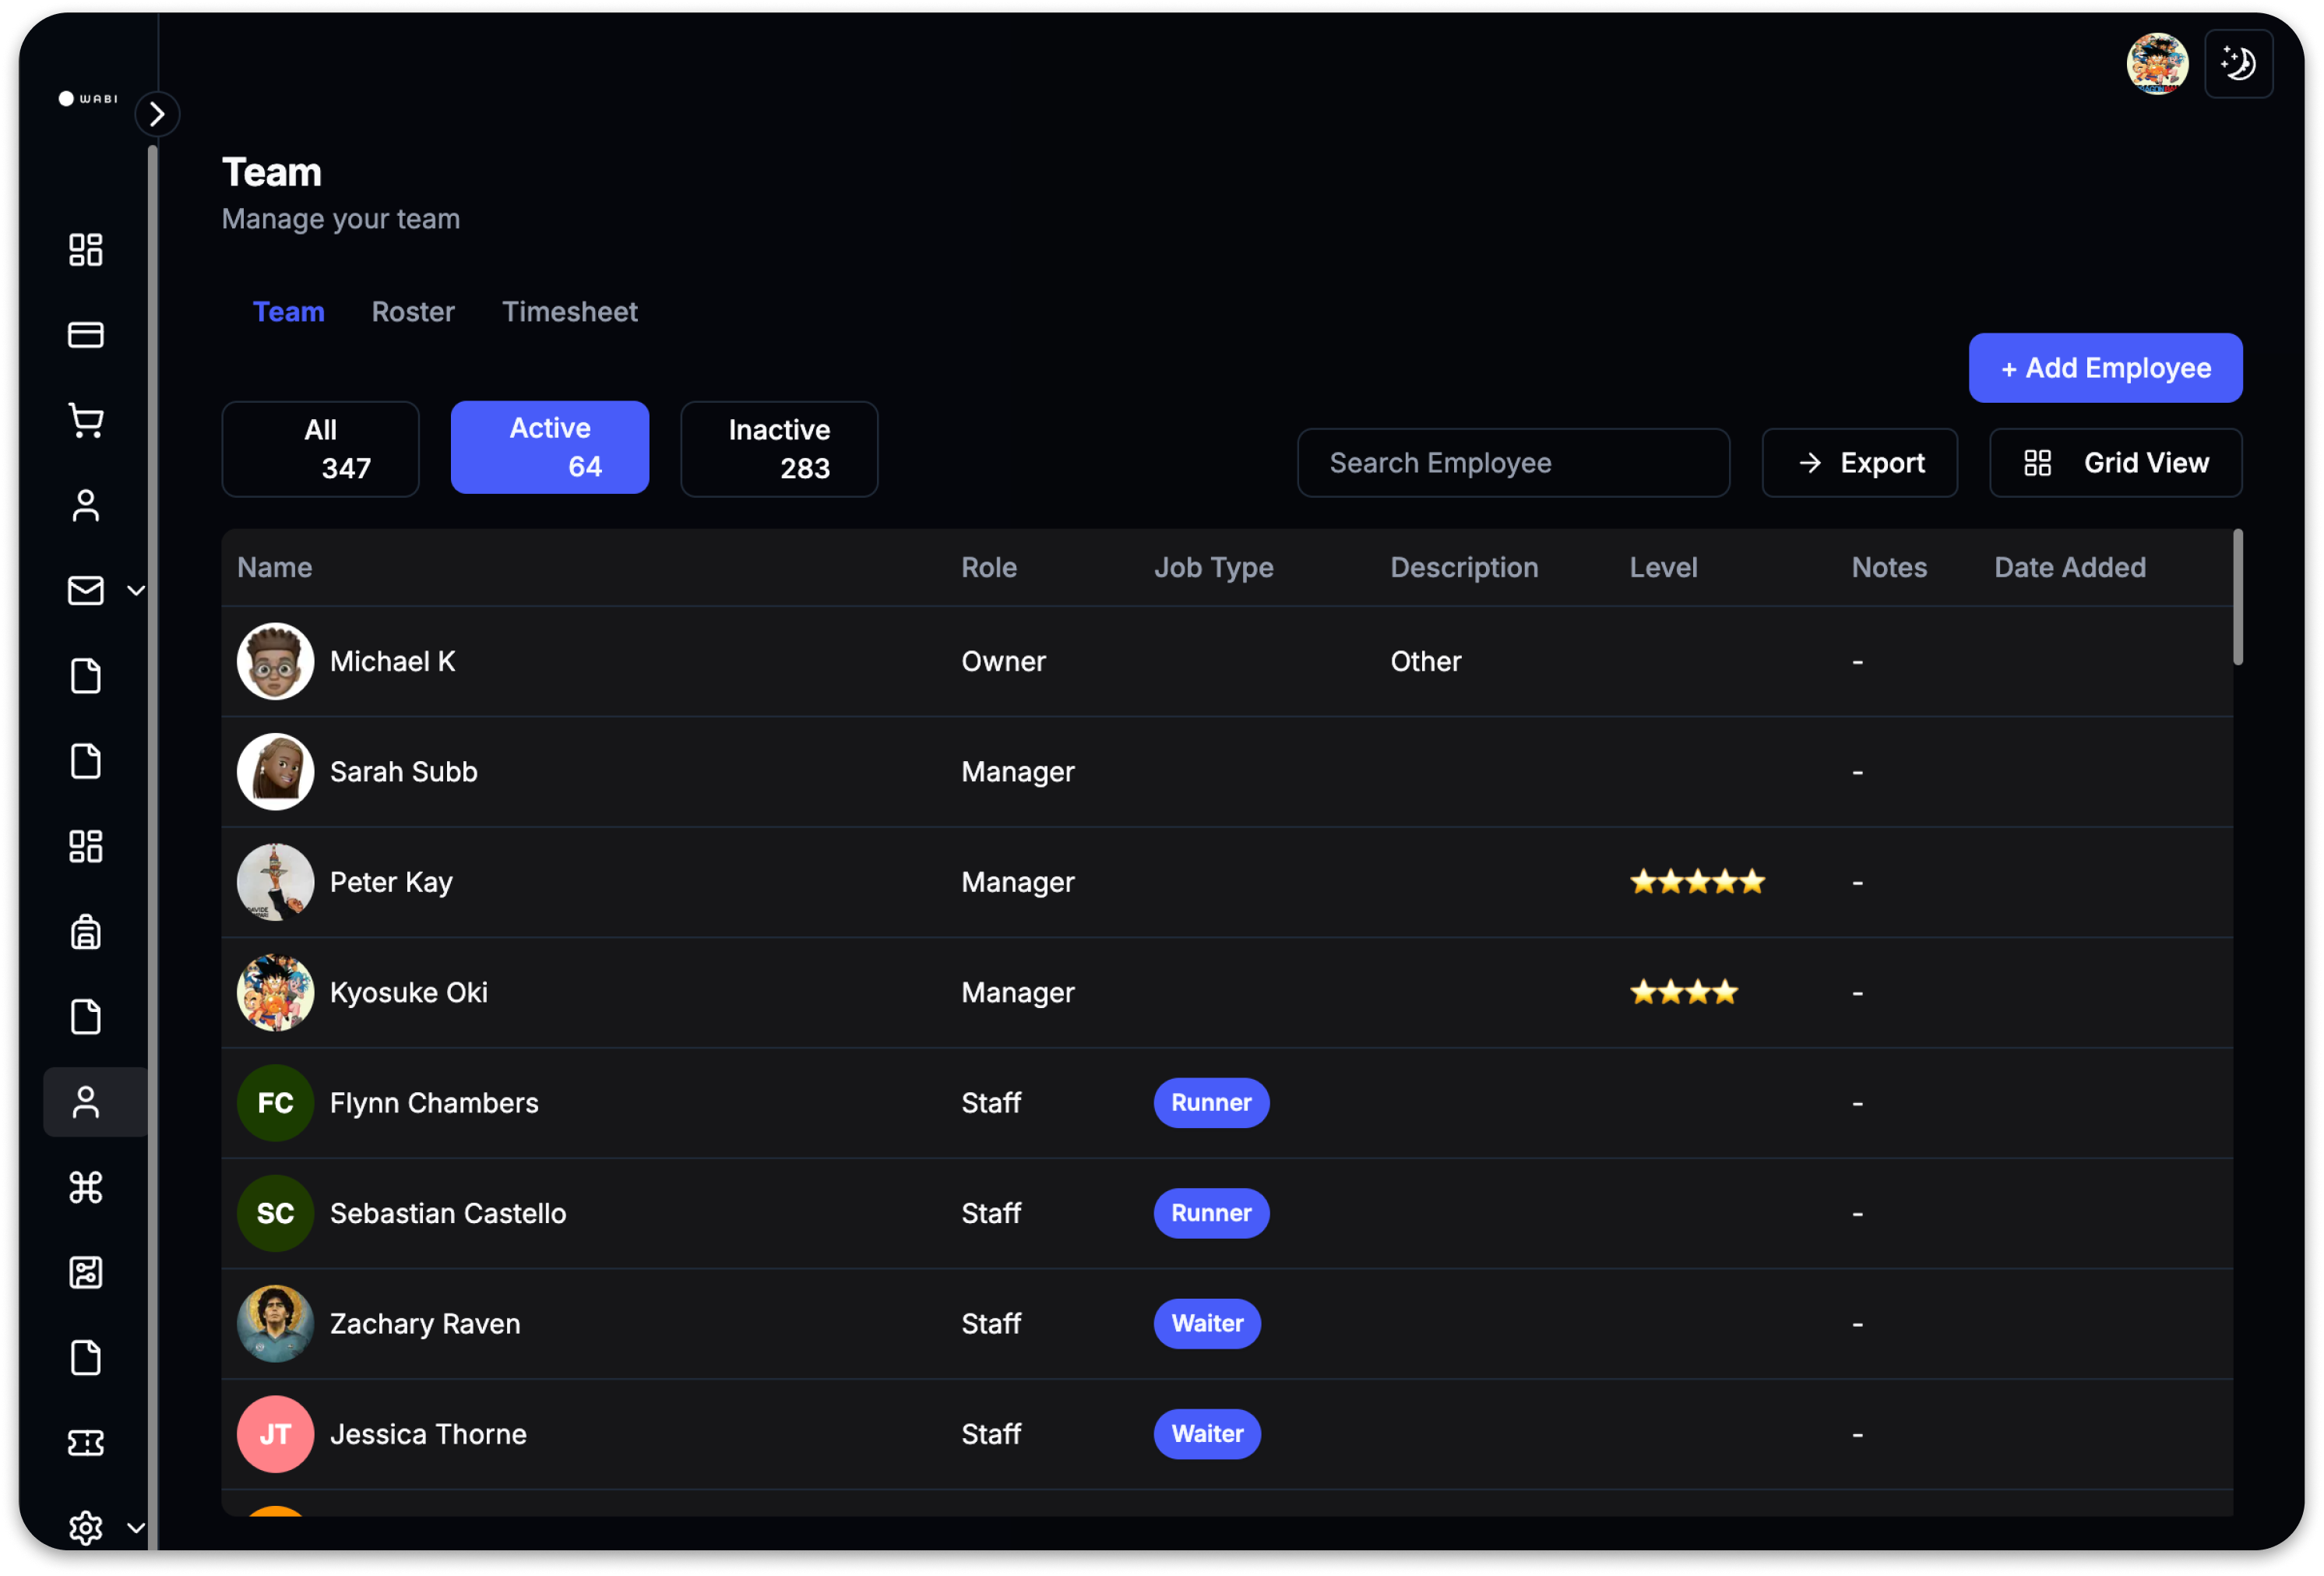 WABI
Team
Manage your team
Team Roster Timesheet
+ Add Employee
All
347
Active
64
Inactive
283
Search Employee
Export
Grid View
Name Role Job Type Description Level Notes Date Added
Michael K Owner Other -
Sarah Subb Manager -
Peter Kay Manager ⭐⭐⭐⭐⭐ -
Kyosuke Oki Manager ⭐⭐⭐⭐ -
FC Flynn Chambers Staff Runner -
SC Sebastian Castello Staff Runner -
Zachary Raven Staff Waiter -
JT Jessica Thorne Staff Waiter -